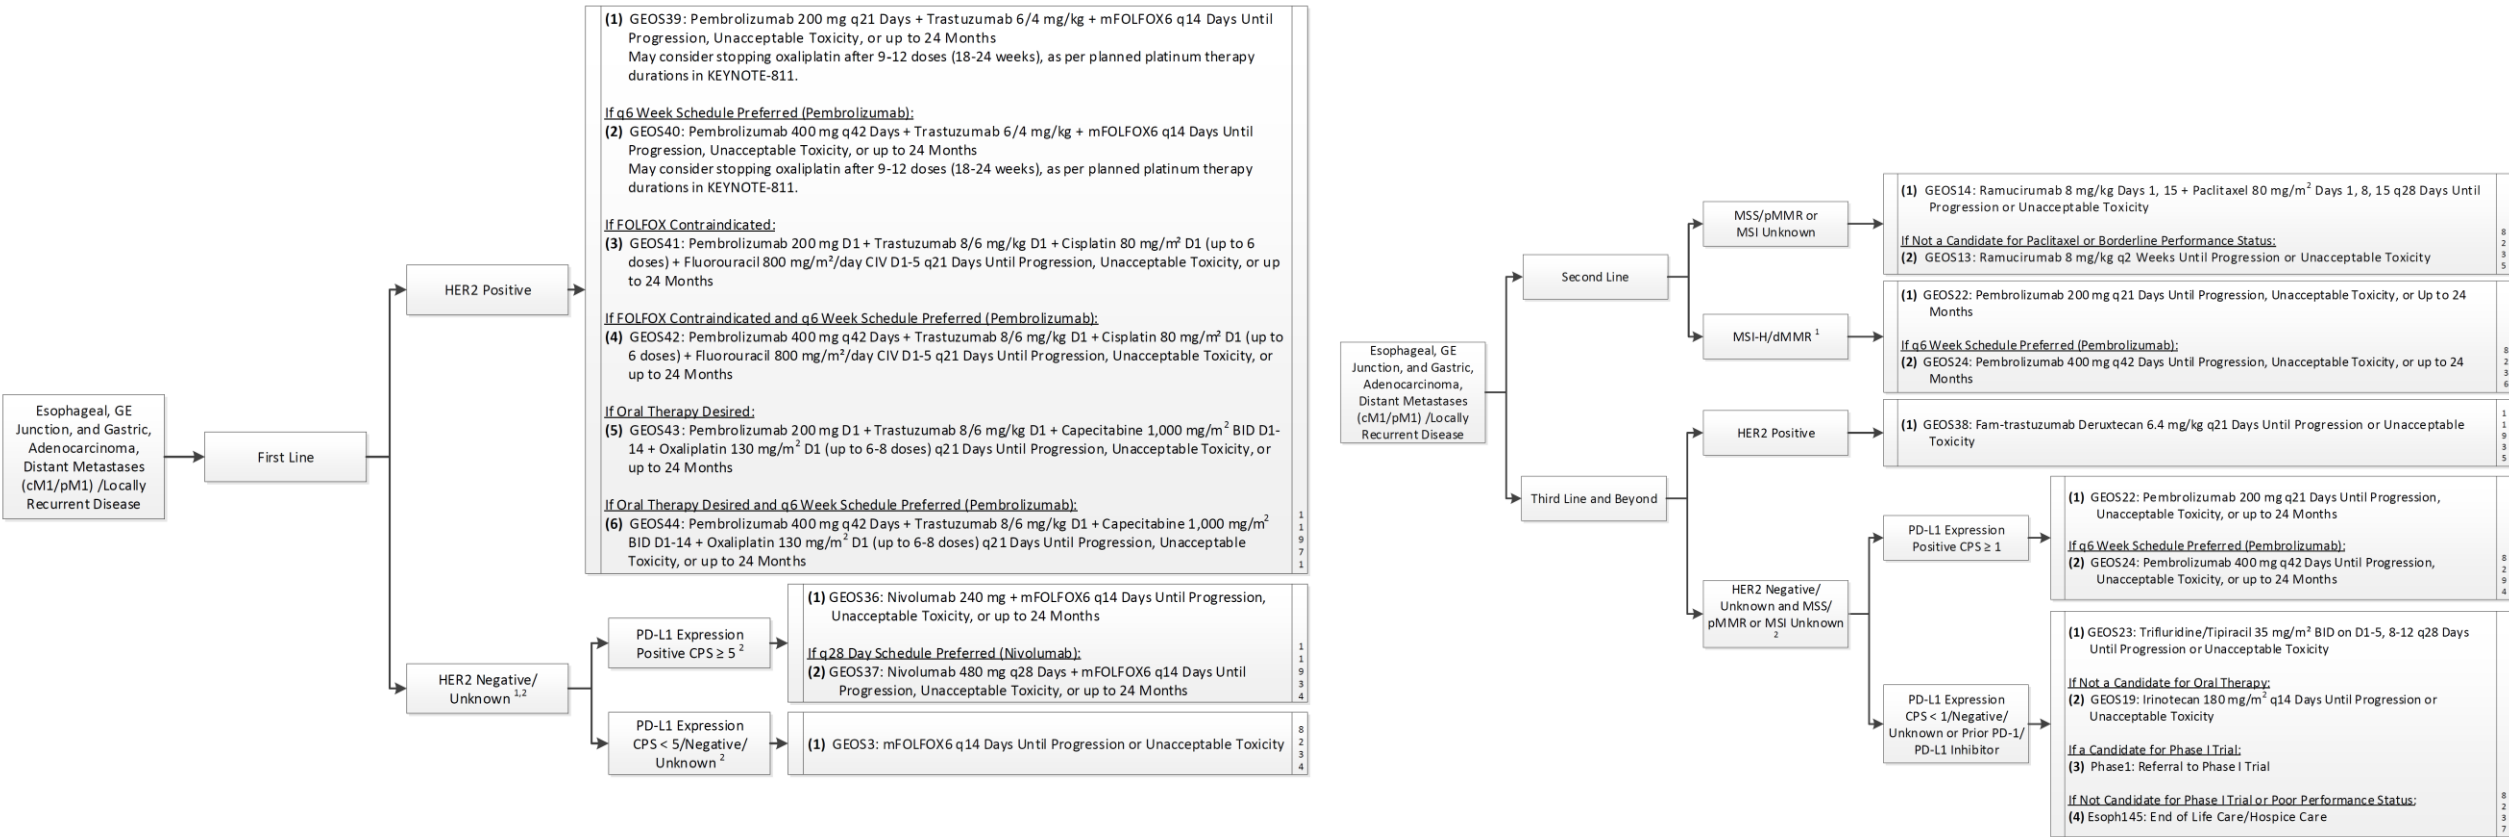 Esophageal, GE
Junction, and Gastric,
Adenocarcinoma,
Distant Metastases
(cM1/pM1) /Locally
Recurrent Disease
First Line
HER2 Positive
(1) GEOS39: Pembrolizumab 200 mg q21 Days + Trastuzumab 6/4 mg/kg + mFOLFOX6 q14 Days Until
Progression, Unacceptable Toxicity, or up to 24 Months
May consider stopping oxaliplatin after 9-12 doses (18-24 weeks), as per planned platinum therapy
durations in KEYNOTE-811.
If q6 Week Schedule Preferred (Pembrolizumab):
(2) GEOS40: Pembrolizumab 400 mg q42 Days + Trastuzumab 6/4 mg/kg + mFOLFOX6 q14 Days Until
Progression, Unacceptable Toxicity, or up to 24 Months
May consider stopping oxaliplatin after 9-12 doses (18-24 weeks), as per planned platinum therapy
durations in KEYNOTE-811.
If FOLFOX Contraindicated:
(3) GEOS41: Pembrolizumab 200 mg D1 + Trastuzumab 8/6 mg/kg D1 + Cisplatin 80 mg/m² D1 (up to 6
doses) + Fluorouracil 800 mg/m²/day CIV D1-5 q21 Days Until Progression, Unacceptable Toxicity, or up
to 24 Months
If FOLFOX Contraindicated and q6 Week Schedule Preferred (Pembrolizumab):
(4) GEOS42: Pembrolizumab 400 mg q42 Days + Trastuzumab 8/6 mg/kg D1 + Cisplatin 80 mg/m² D1 (up to
6 doses) + Fluorouracil 800 mg/m²/day CIV D1-5 q21 Days Until Progression, Unacceptable Toxicity, or
up to 24 Months
If Oral Therapy Desired:
(5) GEOS43: Pembrolizumab 200 mg D1 + Trastuzumab 8/6 mg/kg D1 + Capecitabine 1,000 mg/m² BID D1-
14 + Oxaliplatin 130 mg/m² D1 (up to 6-8 doses) q21 Days Until Progression, Unacceptable Toxicity, or
up to 24 Months
If Oral Therapy Desired and q6 Week Schedule Preferred (Pembrolizumab):
(6) GEOS44: Pembrolizumab 400 mg q42 Days + Trastuzumab 8/6 mg/kg D1 + Capecitabine 1,000 mg/m²
BID D1-14 + Oxaliplatin 130 mg/m² D1 (up to 6-8 doses) q21 Days Until Progression, Unacceptable
Toxicity, or up to 24 Months
11971
HER2 Negative/
Unknown 1,2
PD-L1 Expression
Positive CPS ≥ 5 ²
(1) GEOS36: Nivolumab 240 mg + mFOLFOX6 q14 Days Until Progression,
Unacceptable Toxicity, or up to 24 Months
If q28 Day Schedule Preferred (Nivolumab):
(2) GEOS37: Nivolumab 480 mg q28 Days + mFOLFOX6 q14 Days Until
Progression, Unacceptable Toxicity, or up to 24 Months
11934
PD-L1 Expression
CPS < 5/Negative/
Unknown ²
(1) GEOS3: mFOLFOX6 q14 Days Until Progression or Unacceptable Toxicity
8234
Esophageal, GE
Junction, and Gastric,
Adenocarcinoma,
Distant Metastases
(cM1/pM1) /Locally
Recurrent Disease
Second Line
MSS/pMMR or
MSI Unknown
(1) GEOS14: Ramucirumab 8 mg/kg Days 1, 15 + Paclitaxel 80 mg/m² Days 1, 8, 15 q28 Days Until
Progression or Unacceptable Toxicity
If Not a Candidate for Paclitaxel or Borderline Performance Status:
(2) GEOS13: Ramucirumab 8 mg/kg q2 Weeks Until Progression or Unacceptable Toxicity
8235
MSI-H/dMMR ¹
(1) GEOS22: Pembrolizumab 200 mg q21 Days Until Progression, Unacceptable Toxicity, or Up to 24
Months
If q6 Week Schedule Preferred (Pembrolizumab):
(2) GEOS24: Pembrolizumab 400 mg q42 Days Until Progression, Unacceptable Toxicity, or up to 24
Months
8236
Third Line and Beyond
HER2 Positive
(1) GEOS38: Fam-trastuzumab Deruxtecan 6.4 mg/kg q21 Days Until Progression or Unacceptable
Toxicity
11935
HER2 Negative/
Unknown and MSS/
pMMR or MSI Unknown
2
PD-L1 Expression
Positive CPS ≥ 1
(1) GEOS22: Pembrolizumab 200 mg q21 Days Until Progression,
Unacceptable Toxicity, or up to 24 Months
If q6 Week Schedule Preferred (Pembrolizumab):
(2) GEOS24: Pembrolizumab 400 mg q42 Days Until Progression,
Unacceptable Toxicity, or up to 24 Months
8294
PD-L1 Expression
CPS < 1/Negative/
Unknown or Prior PD-1/
PD-L1 Inhibitor
(1) GEOS23: Trifluridine/Tipiracil 35 mg/m² BID on D1-5, 8-12 q28 Days
Until Progression or Unacceptable Toxicity
If Not a Candidate for Oral Therapy:
(2) GEOS19: Irinotecan 180 mg/m² q14 Days Until Progression or
Unacceptable Toxicity
If a Candidate for Phase I Trial:
(3) Phase1: Referral to Phase I Trial
If Not Candidate for Phase I Trial or Poor Performance Status:
(4) Esoph145: End of Life Care/Hospice Care
8237